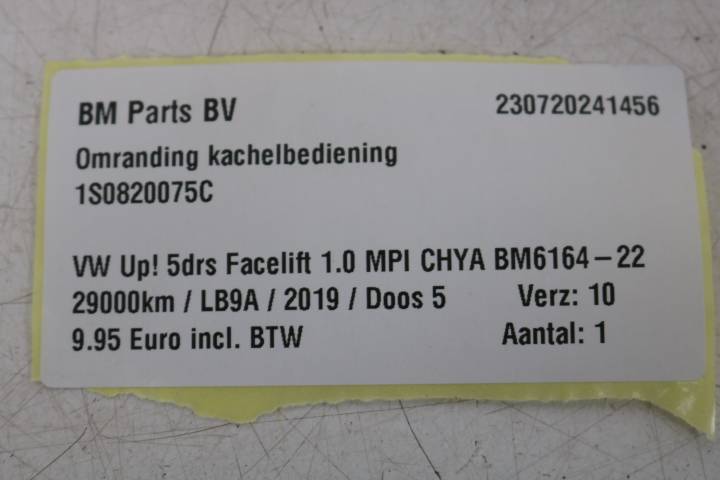 BM Parts BV 230720241456
Omranding kachelbediening
1S0820075C
VW Up! 5drs Facelift 1.0 MPI CHYA BM6164-22
29000km / LB9A / 2019 / Doos 5 Verz: 10
9.95 Euro incl. BTW Aantal: 1